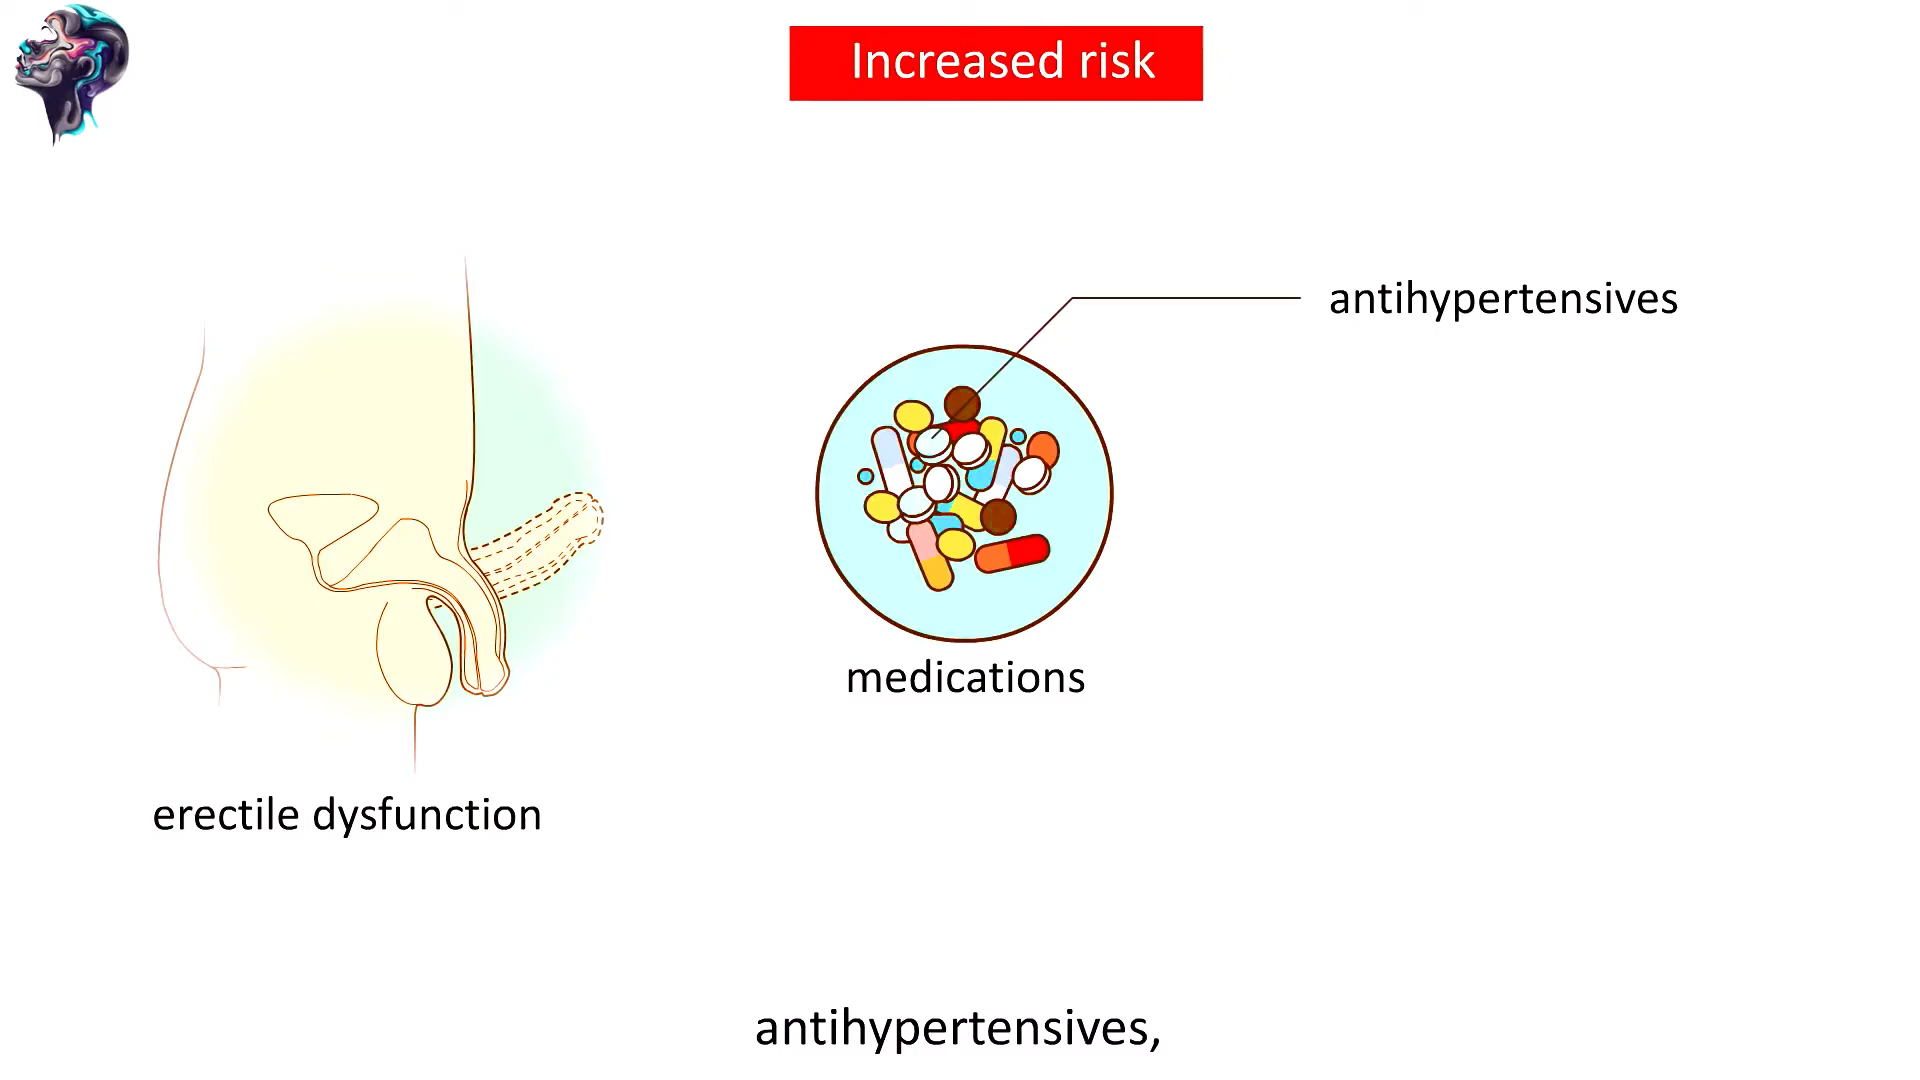 Increased risk
antihypertensives
medications
erectile dysfunction
antihypertensives,